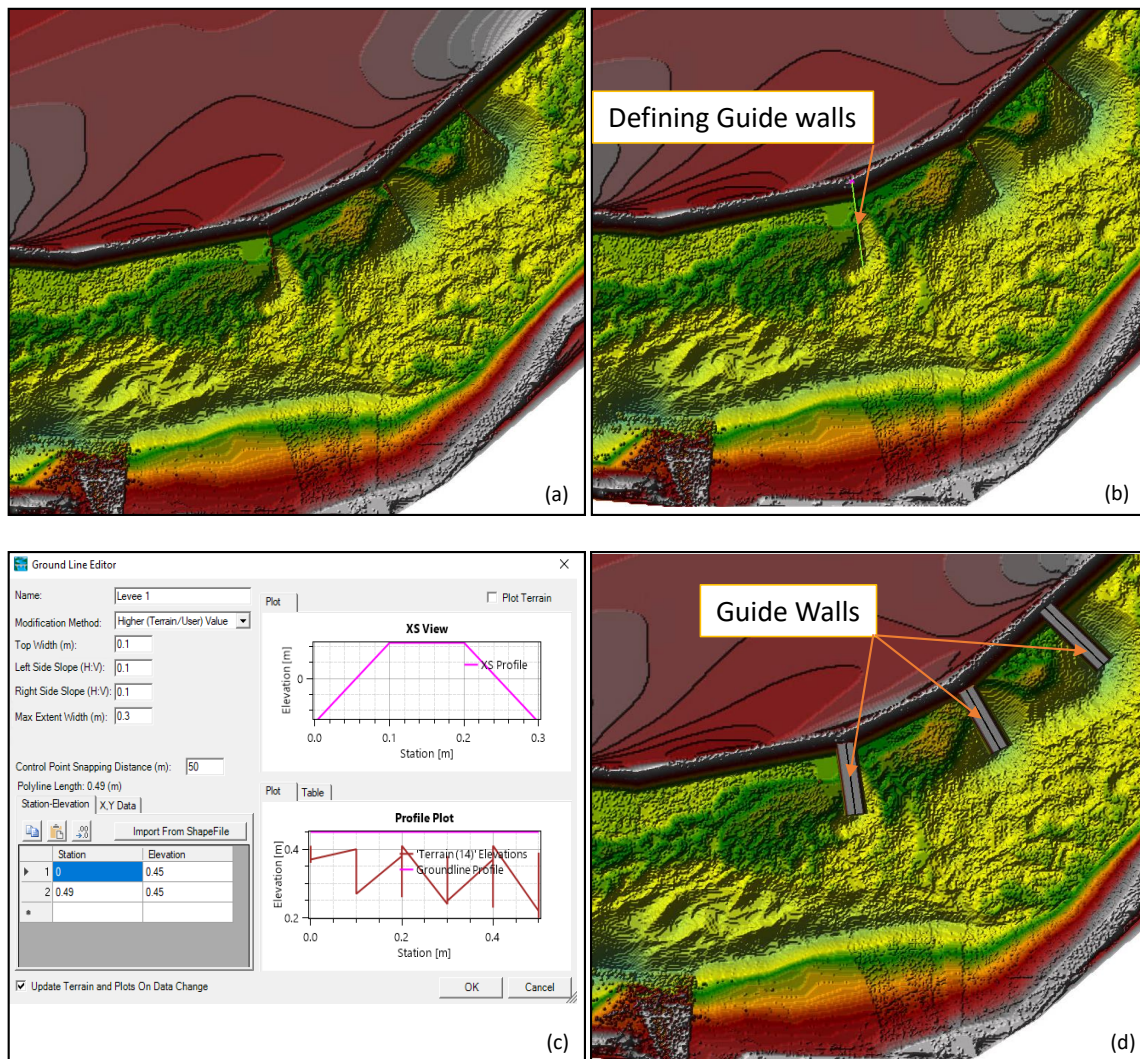 (a)
Defining Guide walls
(b)
Ground Line Editor
Name: Levee 1
Modification Method: Higher (Terrain/User) Value
Top Width (m): 0.1
Left Side Slope (H:V): 0.1
Right Side Slope (H:V): 0.1
Max Extent Width (m): 0.3
Control Point Snapping Distance (m): 50
Polyline Length: 0.49 (m)
Station-Elevation X,Y Data
.00 →.0 Import From ShapeFile
Station Elevation
1 0 0.45
2 0.49 0.45
*
Update Terrain and Plots On Data Change
Plot
Plot Terrain
XS View
Elevation [m]
0
XS Profile
0.0 0.1 0.2 0.3
Station [m]
Plot Table
Profile Plot
Elevation [m]
0.4
0.2
'Terrain (14)' Elevations
Groundline Profile
0.0 0.2 0.4
Station [m]
OK Cancel
(c)
Guide Walls
(d)